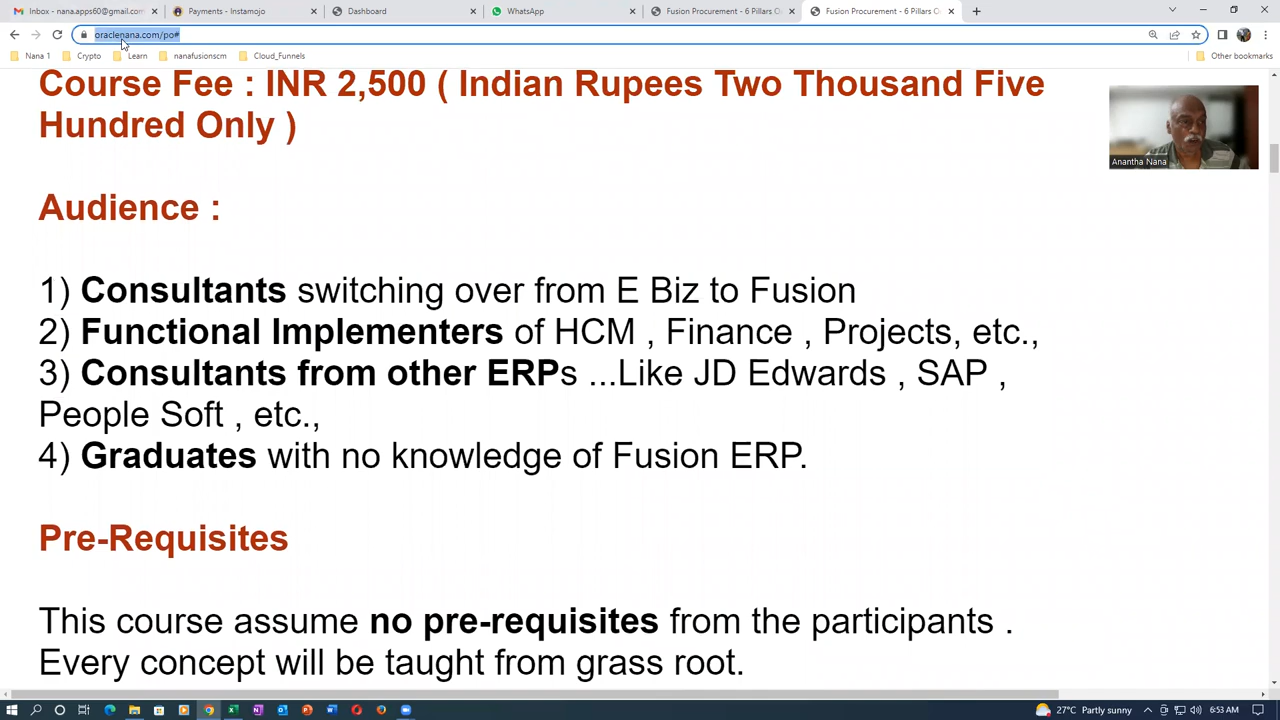 Inbox - nana.apps60@gmail.com
Payments - Instamojo
Dashboard
WhatsApp
Fusion Procurement - 6 Pillars O
Fusion Procurement - 6 Pillars O
oraclenana.com/po#
Nana 1
Crypto
Learn
nanafusionscm
Cloud_Funnels
Other bookmarks
Course Fee : INR 2,500 ( Indian Rupees Two Thousand Five
Hundred Only )
Anantha Nana
Audience :
1) Consultants switching over from E Biz to Fusion
2) Functional Implementers of HCM , Finance , Projects, etc.,
3) Consultants from other ERPs ...Like JD Edwards , SAP ,
People Soft , etc.,
4) Graduates with no knowledge of Fusion ERP.
Pre-Requisites
This course assume no pre-requisites from the participants .
Every concept will be taught from grass root.
27°C Partly sunny
6:53 AM